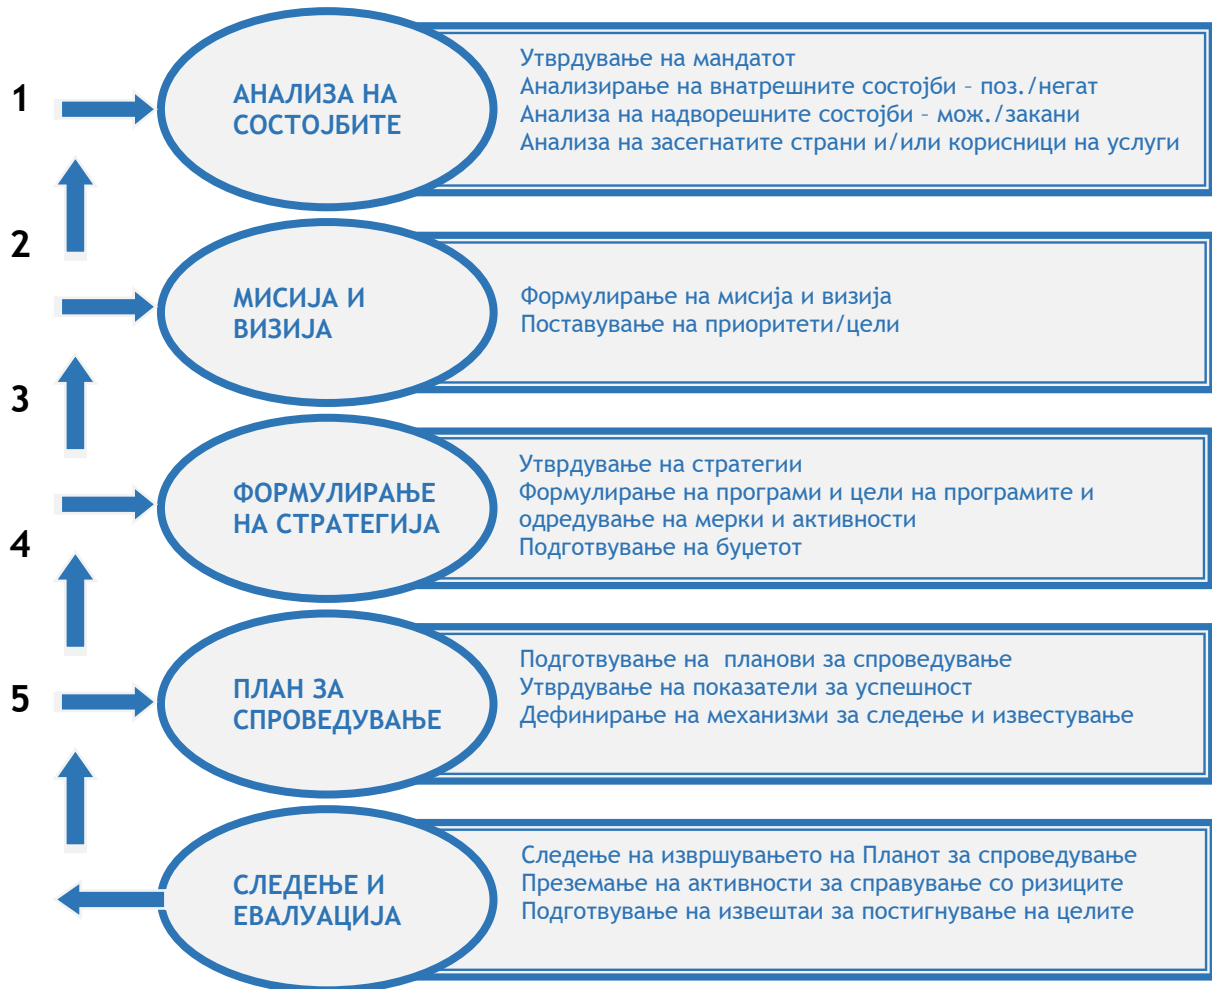 1
АНАЛИЗА НА
СОСТОЈБИТЕ
Утврдување на мандатот
Анализирање на внатрешните состојби – поз./негат
Анализа на надворешните состојби – мож./закани
Анализа на засегнатите страни и/или корисници на услуги
2
МИСИЈА И
ВИЗИЈА
Формулирање на мисија и визија
Поставување на приоритети/цели
3
ФОРМУЛИРАЊЕ
НА СТРАТЕГИЈА
Утврдување на стратегии
Формулирање на програми и цели на програмите и
одредување на мерки и активности
Подготвување на буџетот
4
ПЛАН ЗА
СПРОВЕДУВАЊЕ
Подготвување на  планови за спроведување
Утврдување на показатели за успешност
Дефинирање на механизми за следење и известување
5
СЛЕДЕЊЕ И
ЕВАЛУАЦИЈА
Следење на извршувањето на Планот за спроведување
Преземање на активности за справување со ризиците
Подготвување на извештаи за постигнување на целите